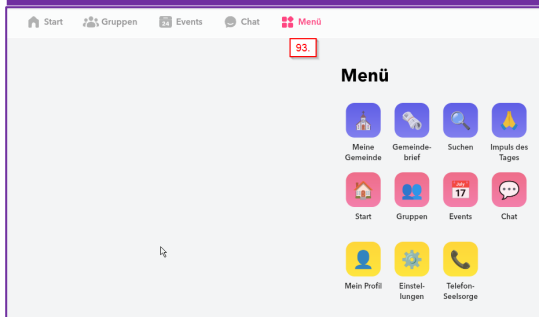 Start Gruppen 24 Events Chat Menü
93.
Menü
Meine Gemeinde- Suchen Impuls des
Gemeinde brief Tages
17
Start Gruppen Events Chat
Mein Profil Einstel- Telefon-
lungen Seelsorge